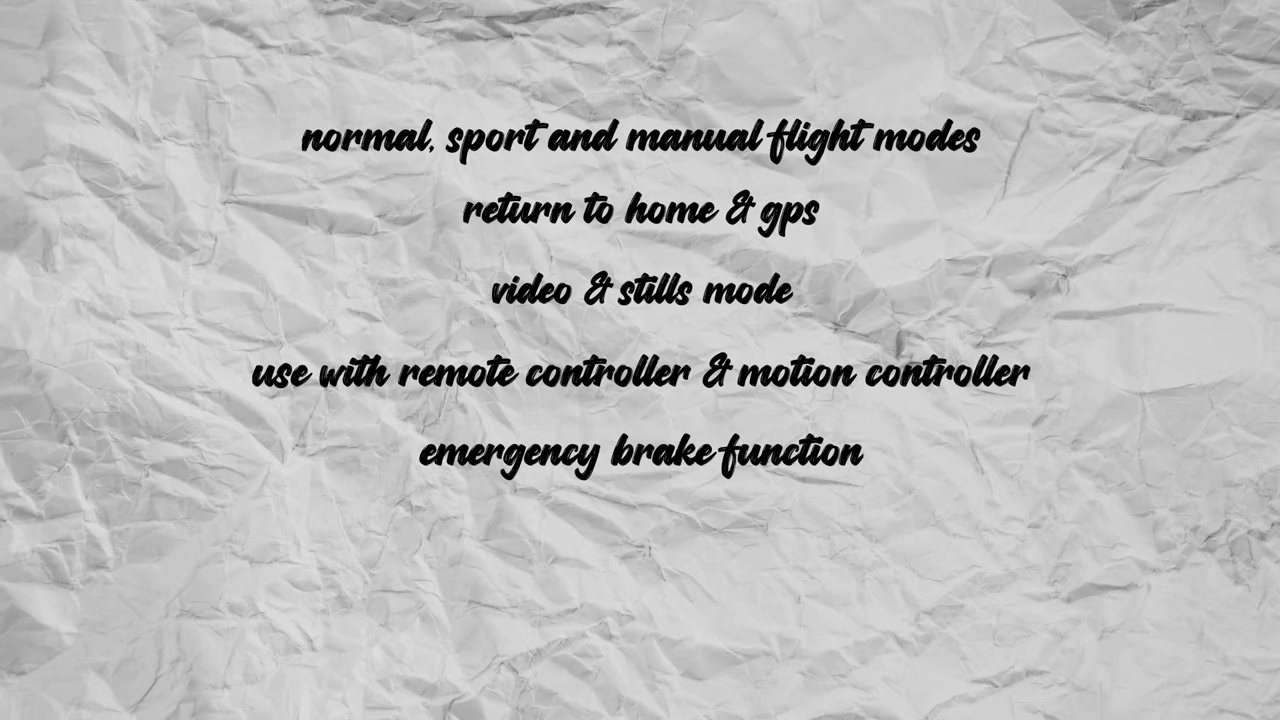 normal, sport and manual flight modes
return to home & gps
video & stills mode
use with remote controller & motion controller
emergency brake function